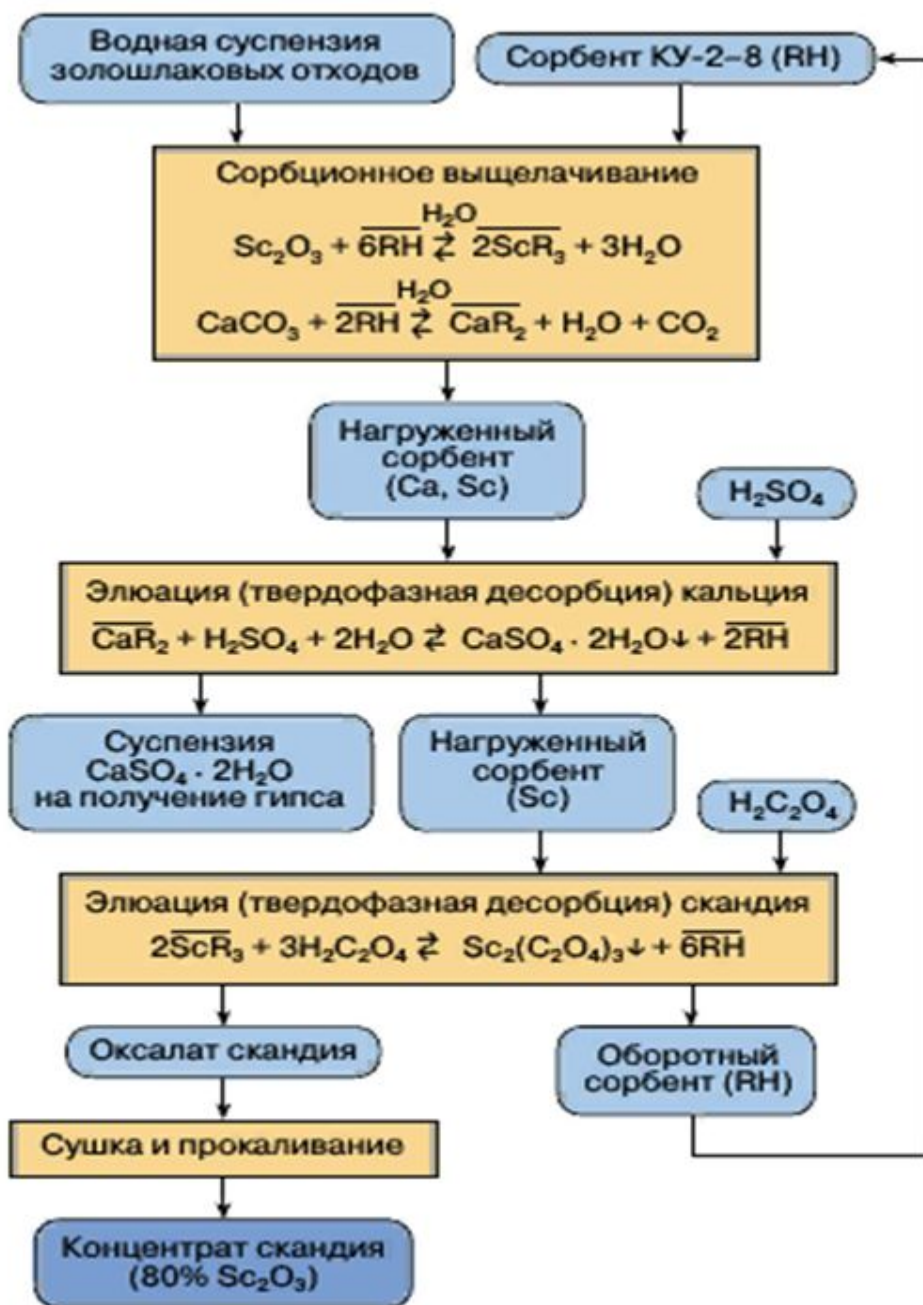 Водная суспензия
золошлаковых отходов
Сорбент КУ-2–8 (RH)
Сорбционное выщелачивание
H₂O
Sc₂O₃ + 6RH ⇄ 2ScR₃ + 3H₂O
H₂O
CaCO₃ + 2RH ⇄ CaR₂ + H₂O + CO₂
Нагруженный
сорбент
(Ca, Sc)
H₂SO₄
Элюация (твердофазная десорбция) кальция
CaR₂ + H₂SO₄ + 2H₂O ⇄ CaSO₄ · 2H₂O↓ + 2RH
Суспензия
CaSO₄ · 2H₂O
на получение гипса
Нагруженный
сорбент
(Sc)
H₂C₂O₄
Элюация (твердофазная десорбция) скандия
2ScR₃ + 3H₂C₂O₄ ⇄ Sc₂(C₂O₄)₃↓ + 6RH
Оксалат скандия
Оборотный
сорбент (RH)
Сушка и прокаливание
Концентрат скандия
(80% Sc₂O₃)